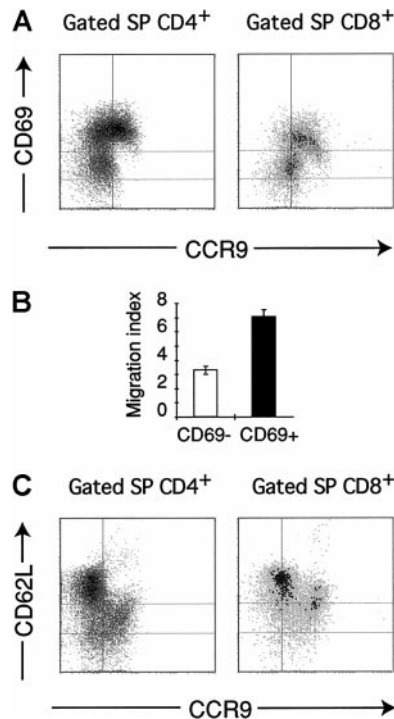 A
Gated SP CD4+ Gated SP CD8+
CD69
CCR9
B
Migration index
8
6
4
2
0
CD69- CD69+
C
Gated SP CD4+ Gated SP CD8+
CD62L
CCR9